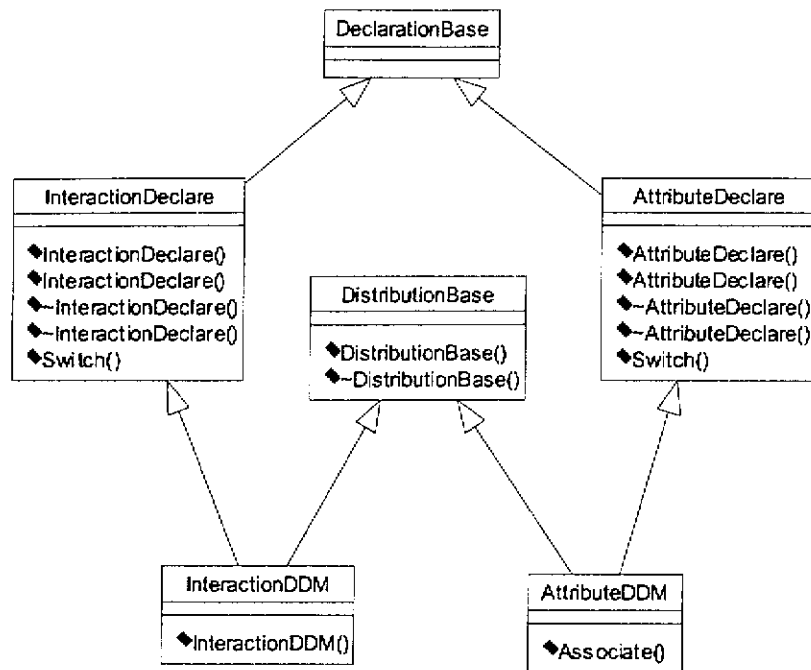 DeclarationBase
InteractionDeclare
InteractionDeclare()
InteractionDeclare()
~InteractionDeclare()
~InteractionDeclare()
Switch()
AttributeDeclare
AttributeDeclare()
AttributeDeclare()
~AttributeDeclare()
~AttributeDeclare()
Switch()
DistributionBase
DistributionBase()
~DistributionBase()
InteractionDDM
InteractionDDM()
AttributeDDM
Associate()